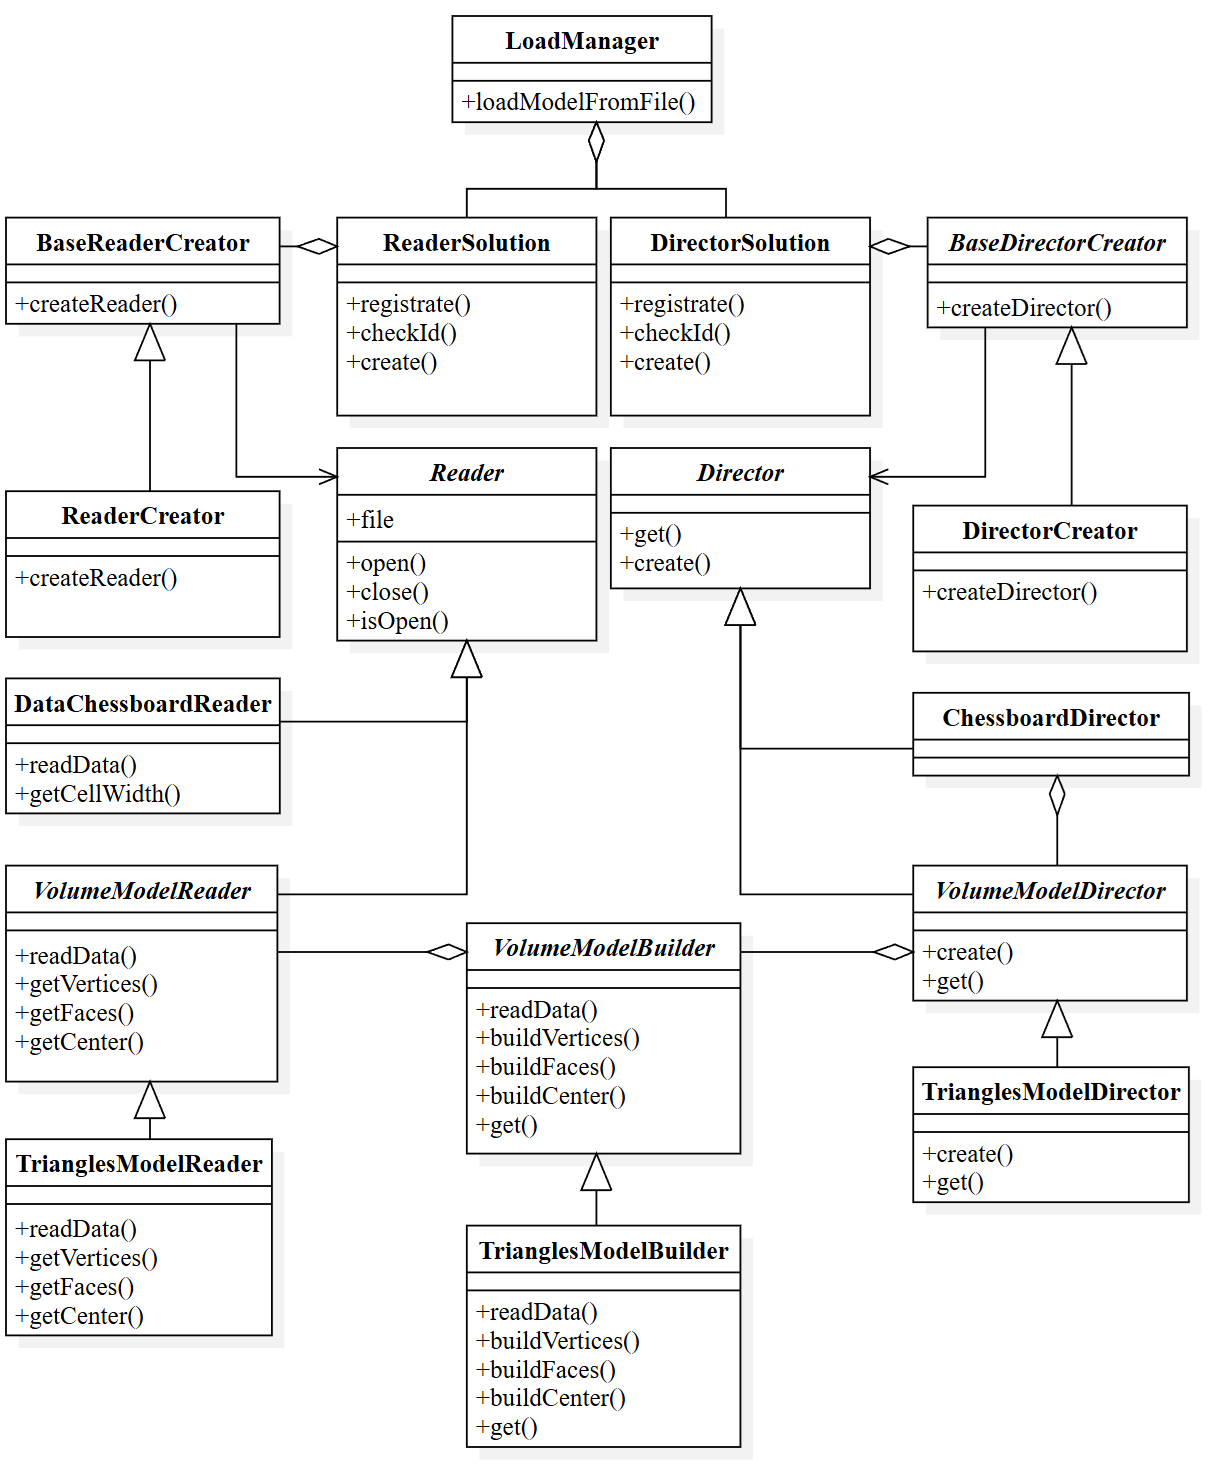 LoadManager
+loadModelFromFile()
BaseReaderCreator
+createReader()
ReaderSolution
+registrate()
+checkId()
+create()
DirectorSolution
+registrate()
+checkId()
+create()
BaseDirectorCreator
+createDirector()
Reader
+file
+open()
+close()
+isOpen()
Director
+get()
+create()
ReaderCreator
+createReader()
DirectorCreator
+createDirector()
DataChessboardReader
+readData()
+getCellWidth()
ChessboardDirector
VolumeModelReader
+readData()
+getVertices()
+getFaces()
+getCenter()
VolumeModelBuilder
+readData()
+buildVertices()
+buildFaces()
+buildCenter()
+get()
VolumeModelDirector
+create()
+get()
TrianglesModelReader
+readData()
+getVertices()
+getFaces()
+getCenter()
TrianglesModelBuilder
+readData()
+buildVertices()
+buildFaces()
+buildCenter()
+get()
TrianglesModelDirector
+create()
+get()